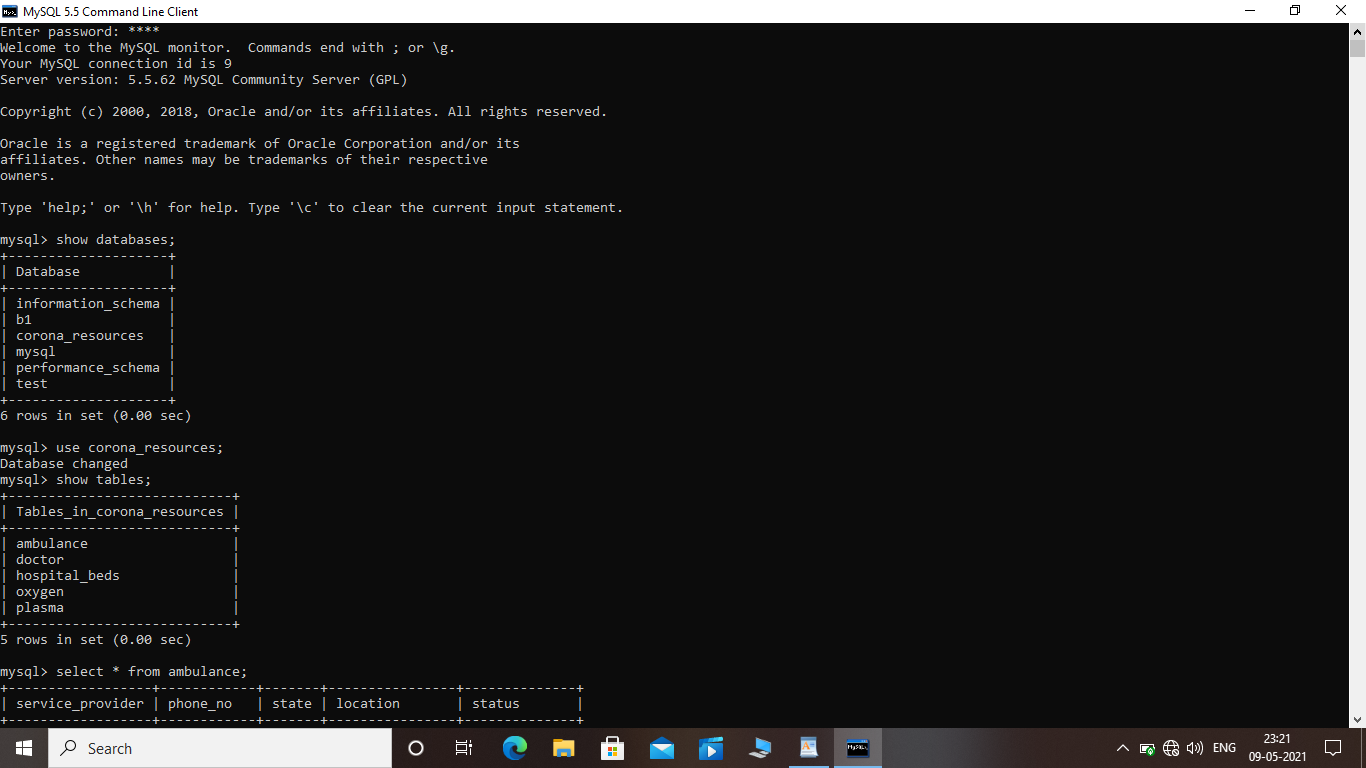 MySQL 5.5 Command Line Client
Enter password: ****
Welcome to the MySQL monitor.  Commands end with ; or \g.
Your MySQL connection id is 9
Server version: 5.5.62 MySQL Community Server (GPL)

Copyright (c) 2000, 2018, Oracle and/or its affiliates. All rights reserved.

Oracle is a registered trademark of Oracle Corporation and/or its
affiliates. Other names may be trademarks of their respective
owners.

Type 'help;' or '\h' for help. Type '\c' to clear the current input statement.

mysql> show databases;
+--------------------+
| Database           |
+--------------------+
| information_schema |
| b1                 |
| corona_resources   |
| mysql              |
| performance_schema |
| test               |
+--------------------+
6 rows in set (0.00 sec)

mysql> use corona_resources;
Database changed
mysql> show tables;
+----------------------------+
| Tables_in_corona_resources |
+----------------------------+
| ambulance                  |
| doctor                     |
| hospital_beds              |
| oxygen                     |
| plasma                     |
+----------------------------+
5 rows in set (0.00 sec)

mysql> select * from ambulance;
+------------------+------------+-------+----------------+--------------+
| service_provider | phone_no   | state | location       | status       |
+------------------+------------+-------+----------------+--------------+
Search
MySQL
ENG
23:21
09-05-2021